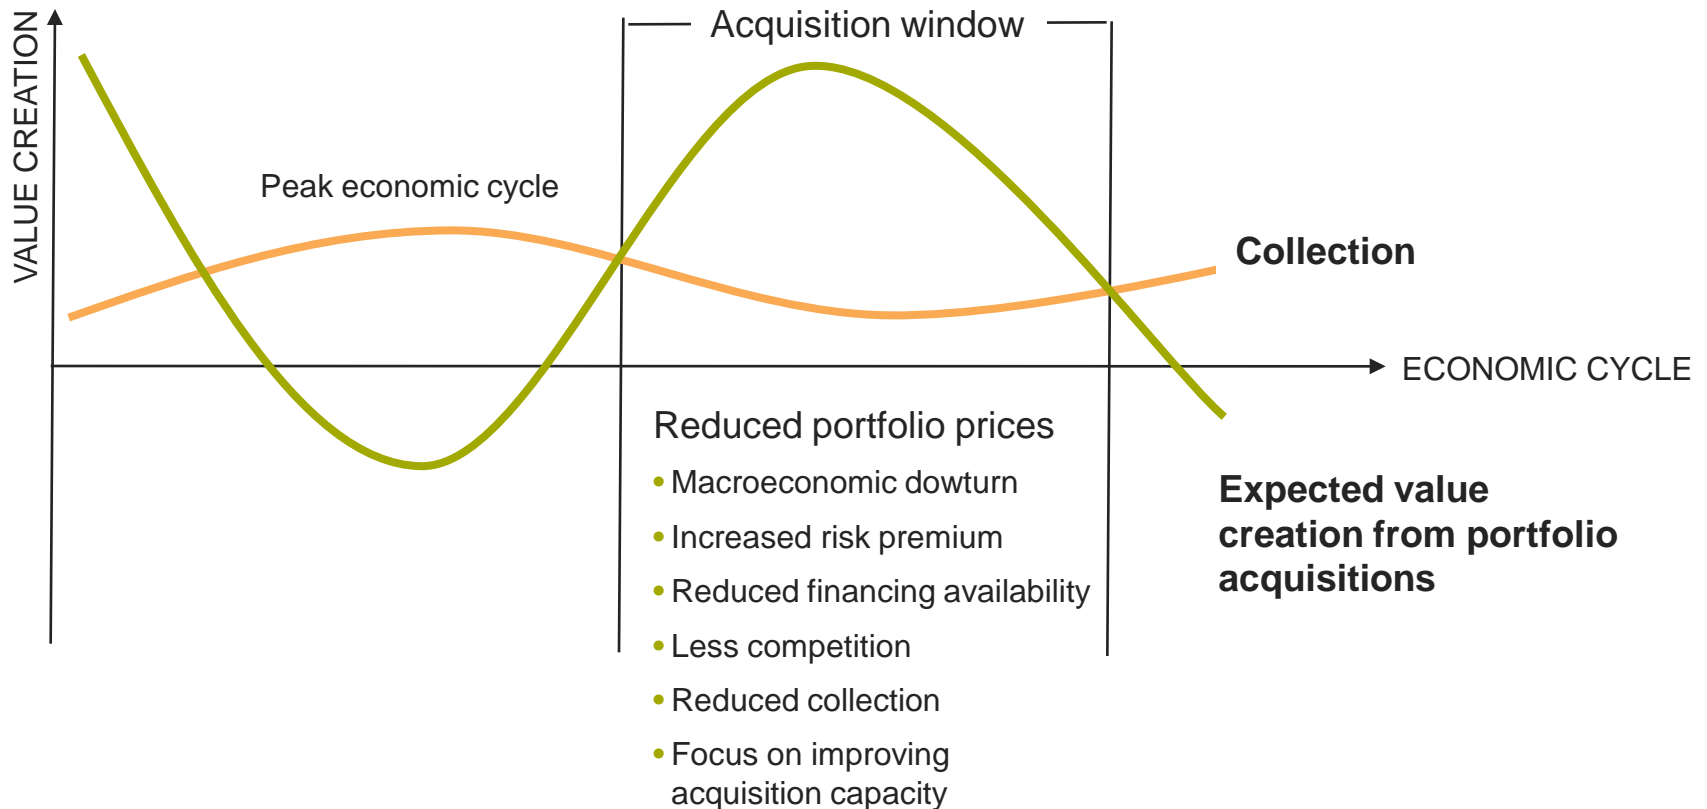 VALUE CREATION
Acquisition window
Peak economic cycle
Collection
ECONOMIC CYCLE
Reduced portfolio prices
• Macroeconomic dowturn
• Increased risk premium
• Reduced financing availability
• Less competition
• Reduced collection
• Focus on improving
acquisition capacity
Expected value
creation from portfolio
acquisitions